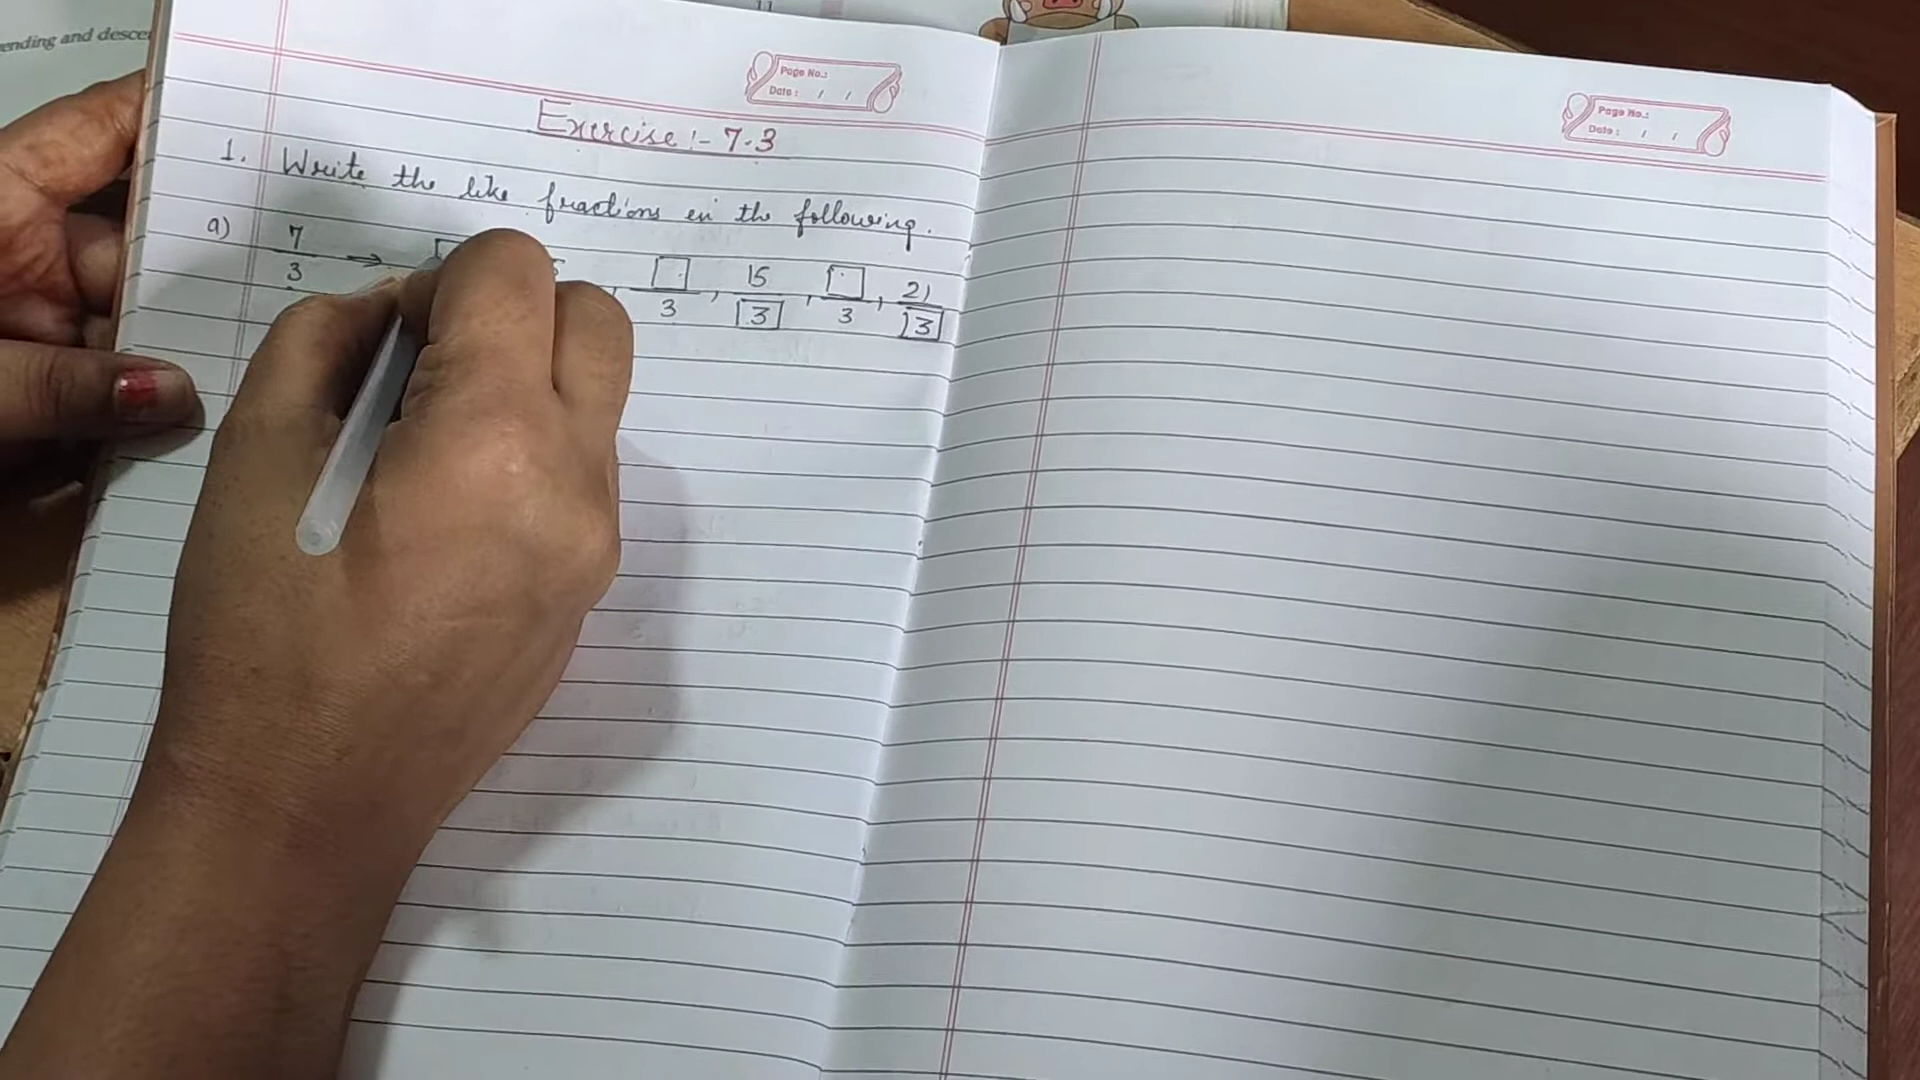 ending and desce
11
Page No.:
Date: / /
Page No.:
Date: / /
Exercise :- 7.3
1. Write the like fractions in the following.
a) 7/3 → , □/3 , 15/3 , □/3 , 21/3